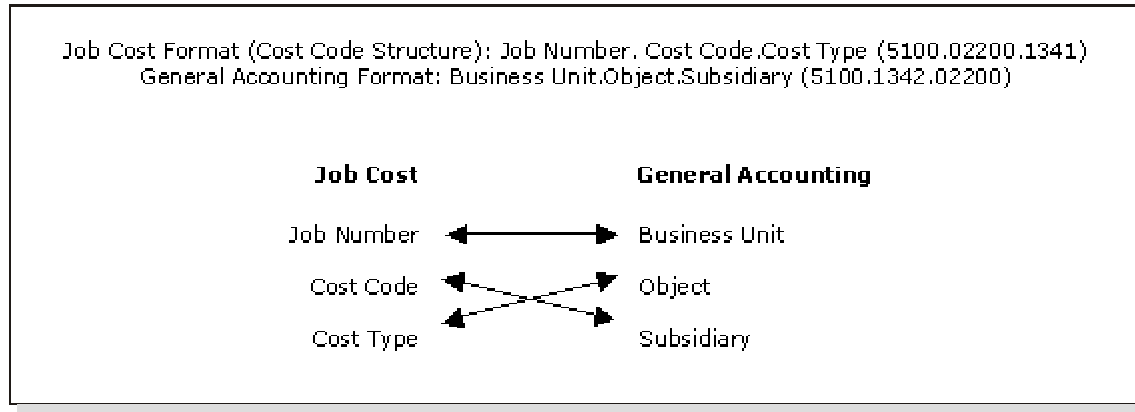 Job Cost Format (Cost Code Structure): Job Number. Cost Code.Cost Type (5100.02200.1341)
General Accounting Format: Business Unit.Object.Subsidiary (5100.1342.02200)
Job Cost General Accounting
Job Number Business Unit
Cost Code Object
Cost Type Subsidiary